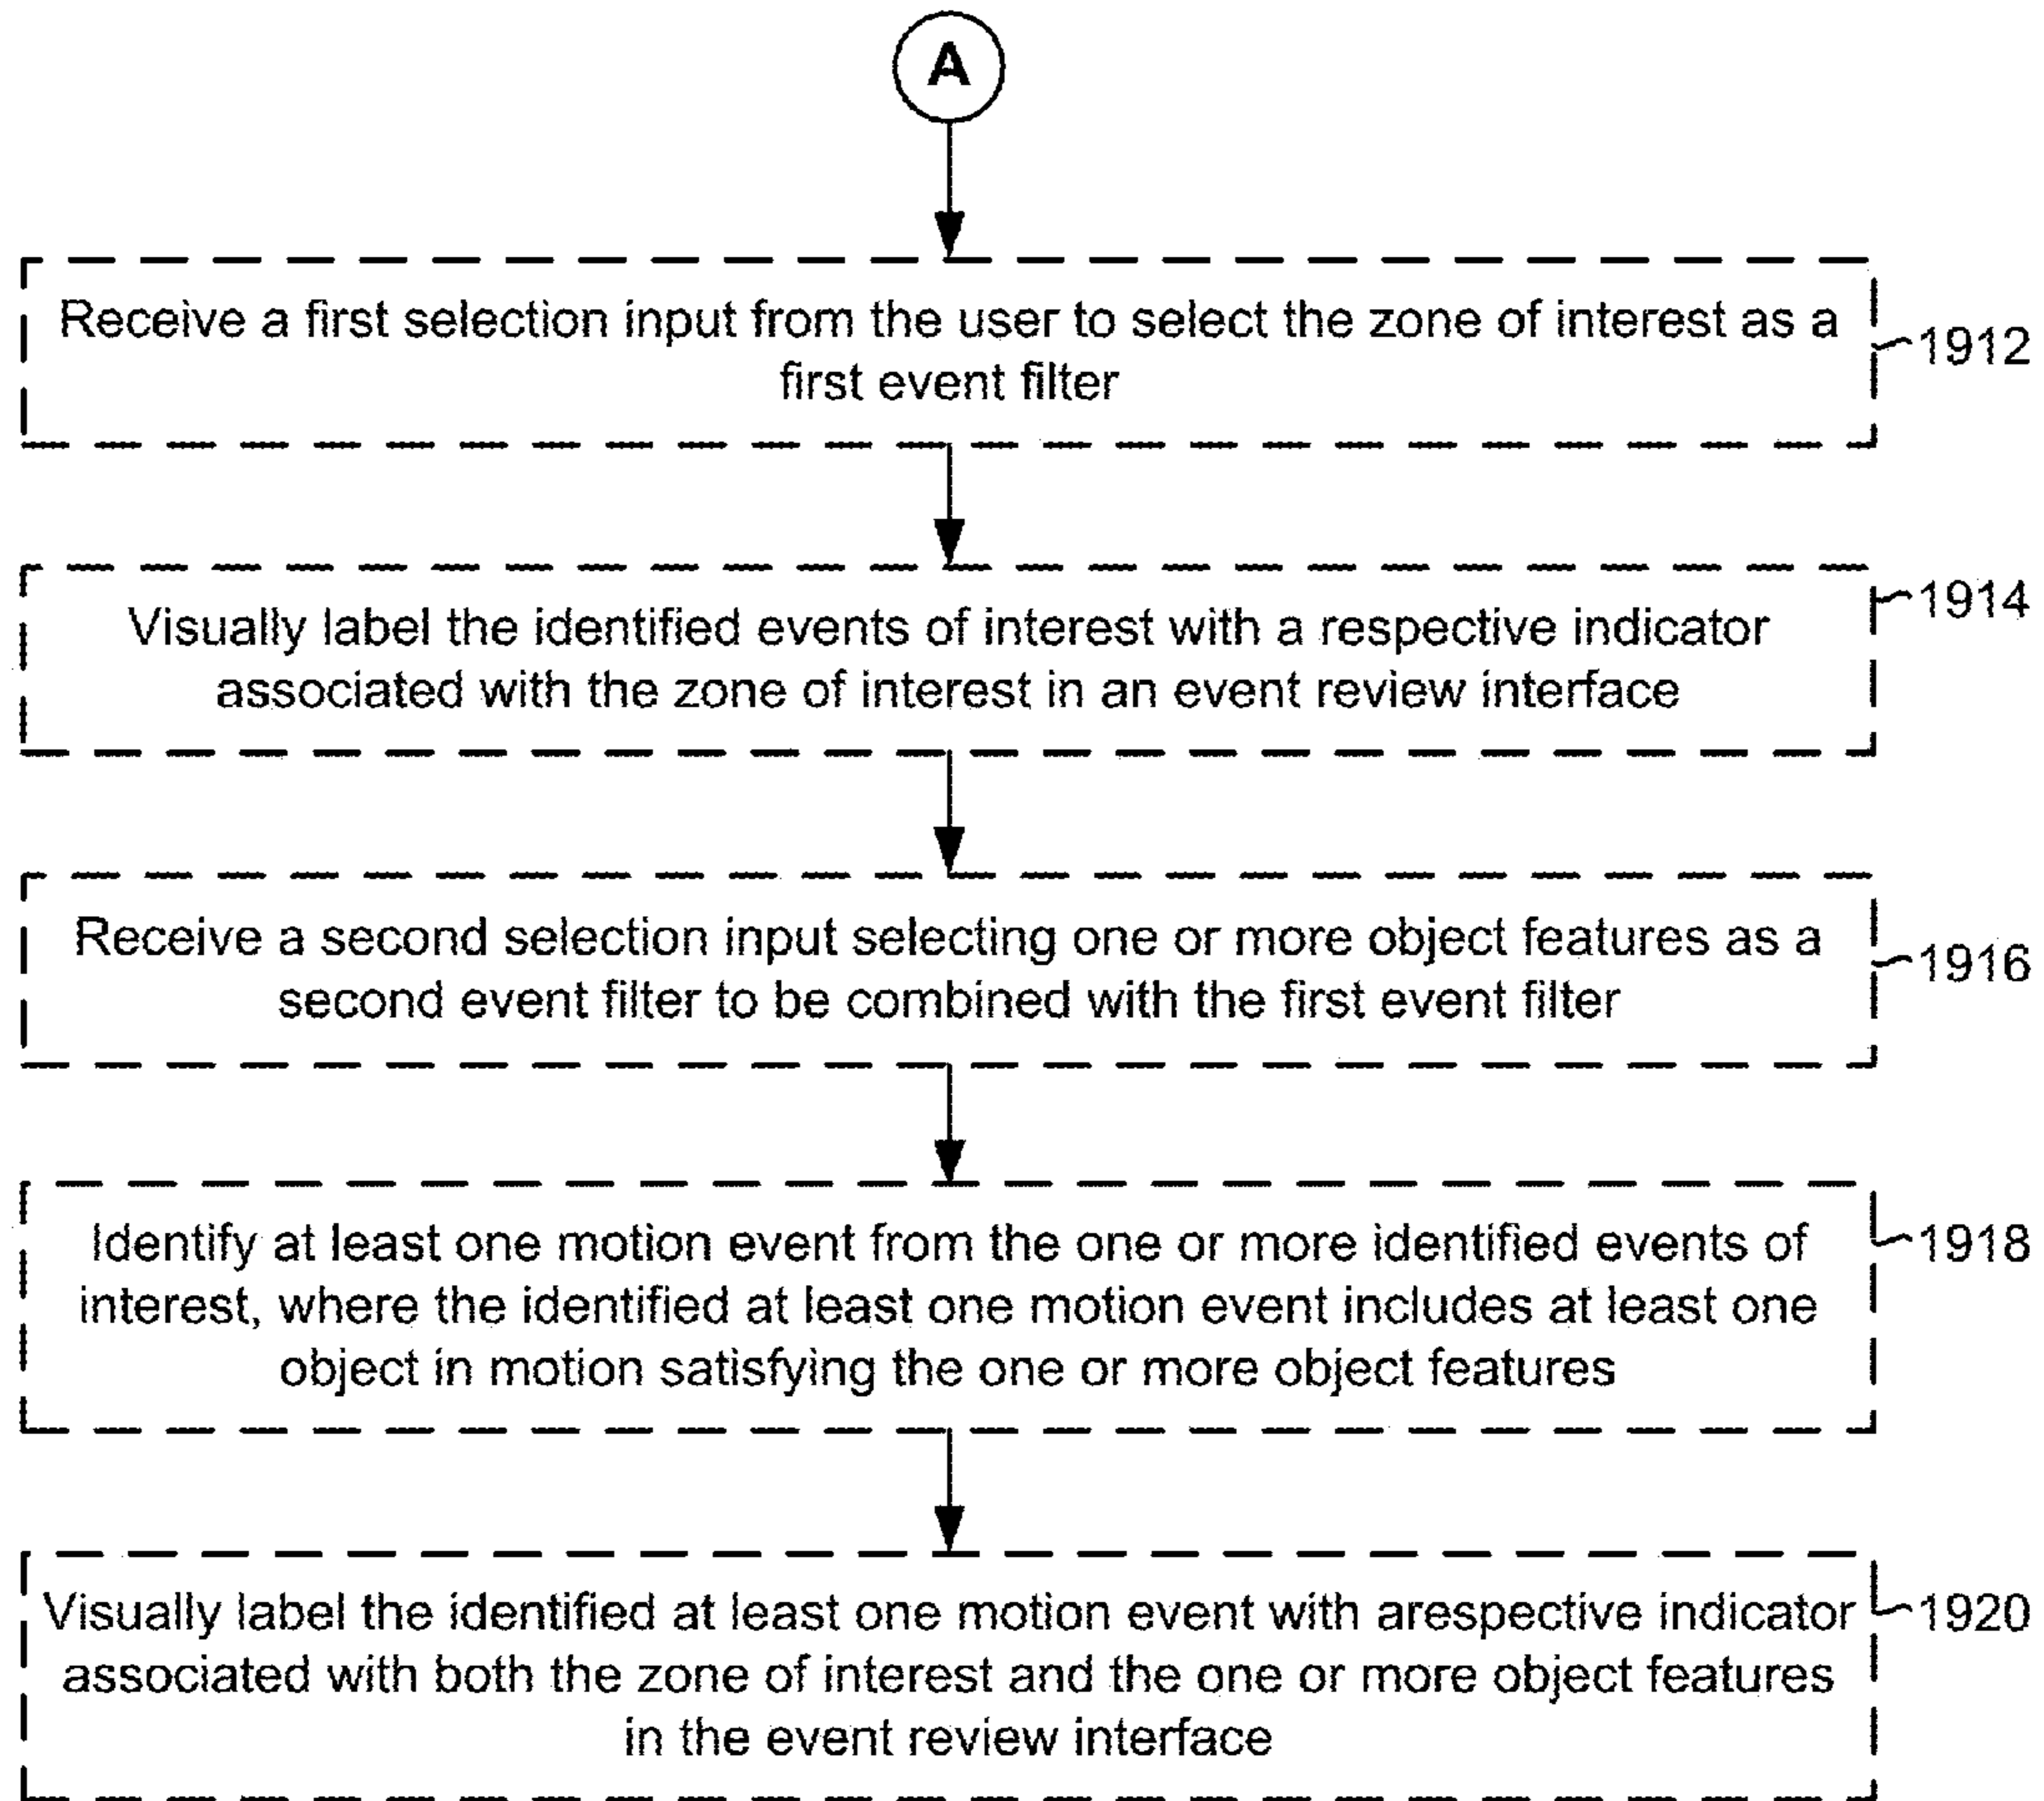 A
Receive a first selection input from the user to select the zone of interest as a
first event filter
1912
Visually label the identified events of interest with a respective indicator
associated with the zone of interest in an event review interface
1914
Receive a second selection input selecting one or more object features as a
second event filter to be combined with the first event filter
1916
Identify at least one motion event from the one or more identified events of
interest, where the identified at least one motion event includes at least one
object in motion satisfying the one or more object features
1918
Visually label the identified at least one motion event with arespective indicator
associated with both the zone of interest and the one or more object features
in the event review interface
1920